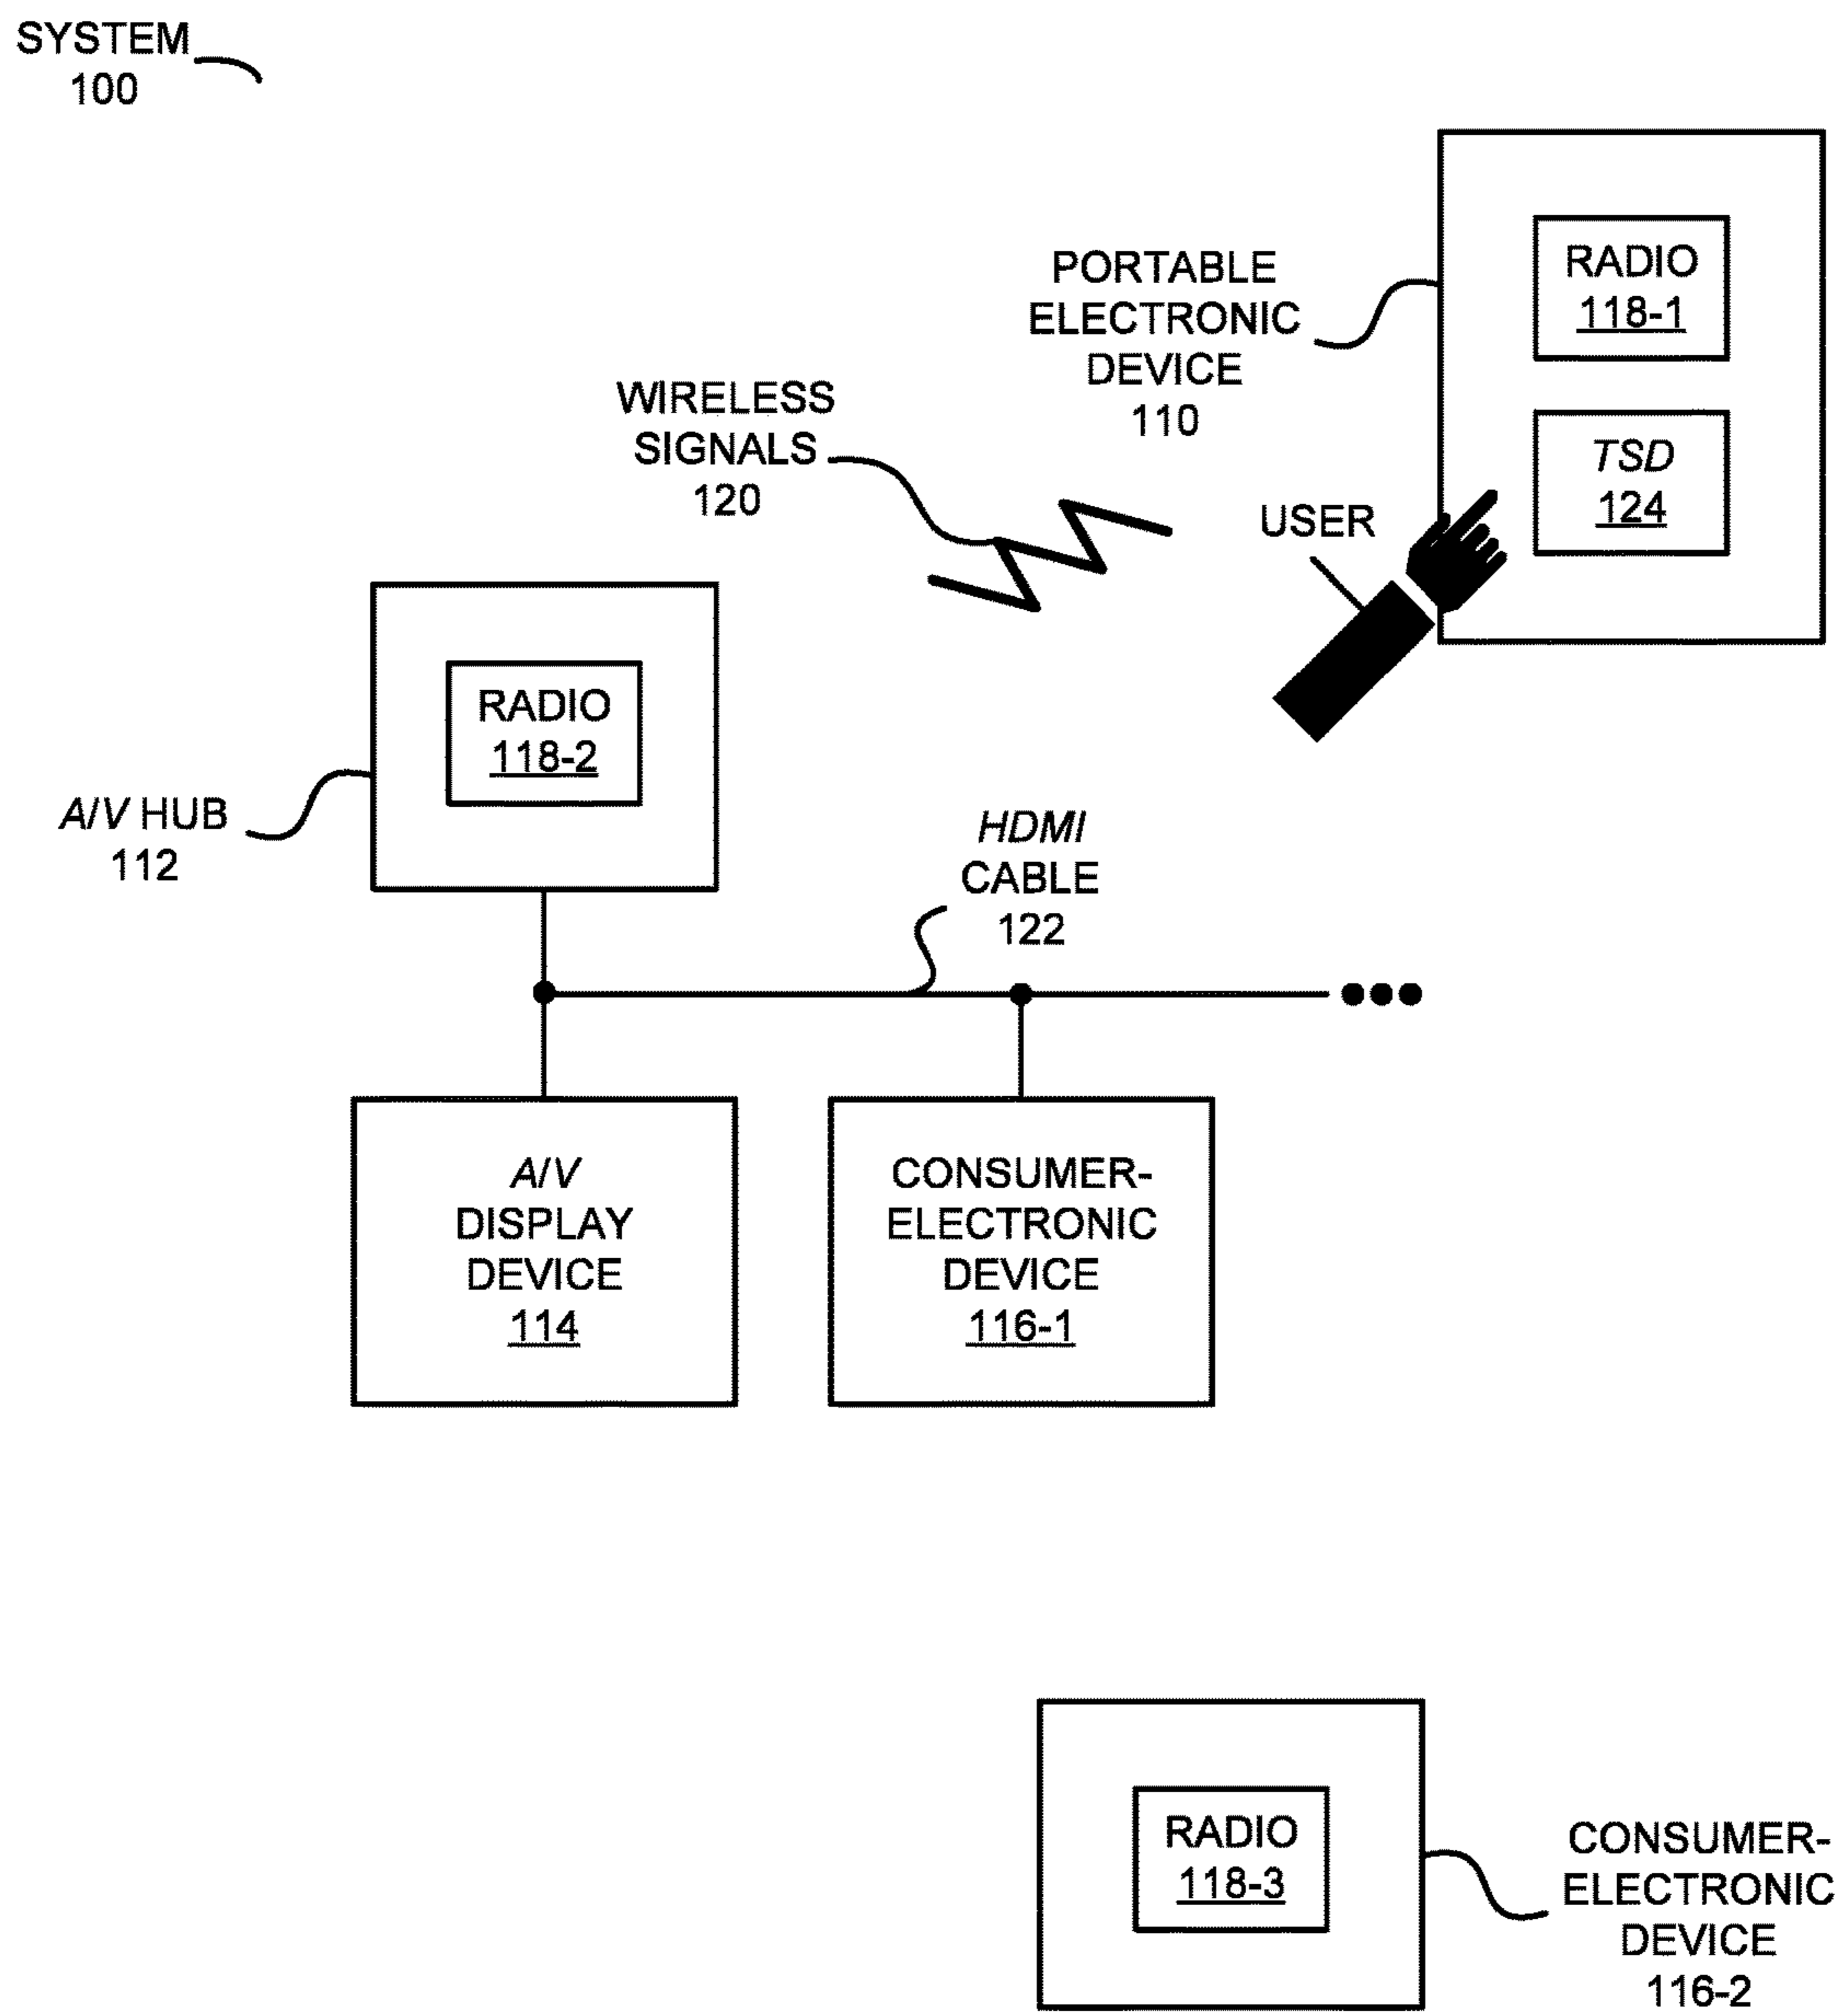 SYSTEM
100
PORTABLE
ELECTRONIC
DEVICE
110
RADIO
118-1
TSD
124
WIRELESS
SIGNALS
120
USER
RADIO
118-2
A/V HUB
112
HDMI
CABLE
122
A/V
DISPLAY
DEVICE
114
CONSUMER-
ELECTRONIC
DEVICE
116-1
RADIO
118-3
CONSUMER-
ELECTRONIC
DEVICE
116-2